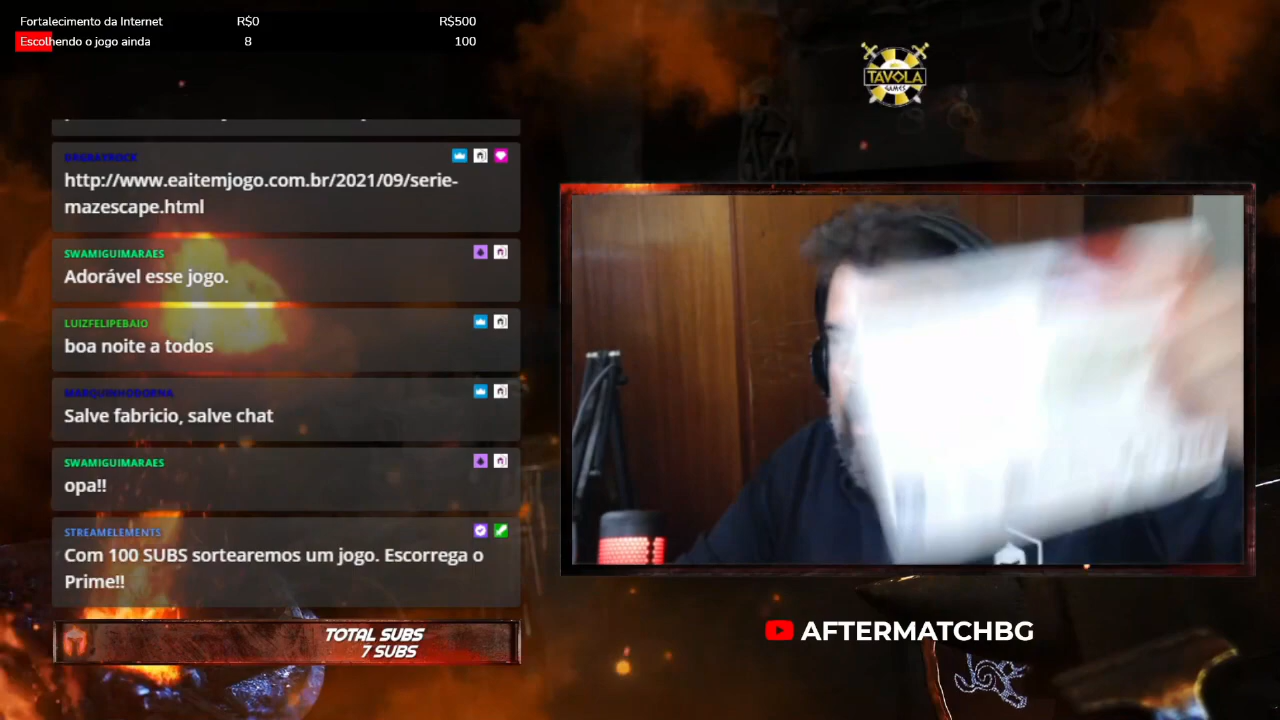 Fortalecimento da Internet R$0 R$500
Escolhendo o jogo ainda 8 100
TAVOLA
GAMES
http://www.eaitemjogo.com.br/2021/09/serie-
mazescape.html
SWAMIGUIMARAES
Adorável esse jogo.
LUIZFELIPEBAIO
boa noite a todos
MARQUINHODORNA
Salve fabricio, salve chat
SWAMIGUIMARAES
opa!!
STREAMELEMENTS
Com 100 SUBS sortearemos um jogo. Escorrega o
Prime!!
TOTAL SUBS
7 SUBS
AFTERMATCHBG